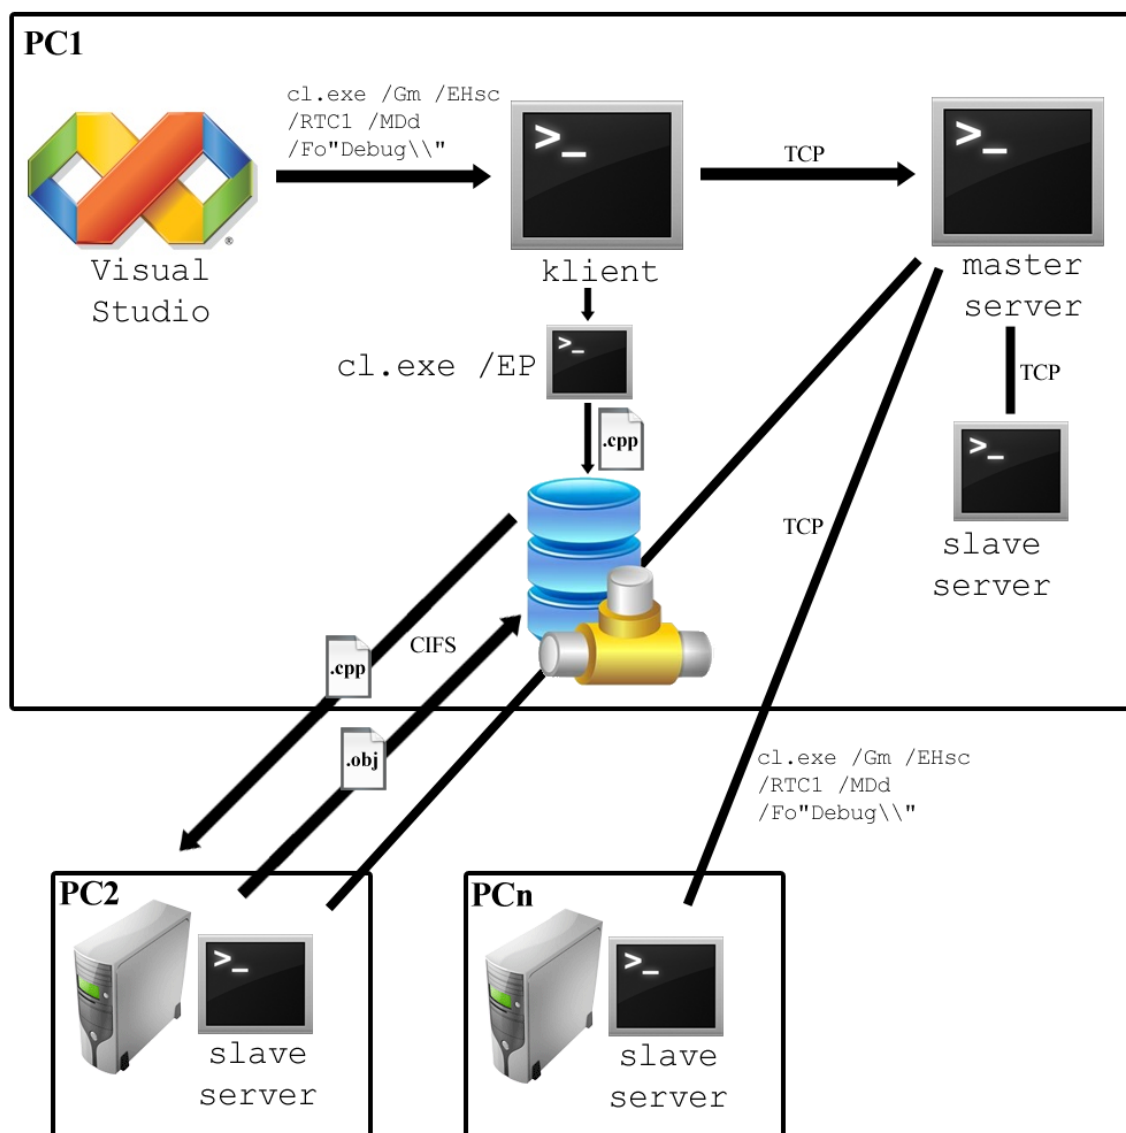 PC1
cl.exe /Gm /EHsc
/RTC1 /MDd
/Fo"Debug\\"
>_
TCP
>_
®
Visual
Studio
klient
master
server
cl.exe /EP
>_
TCP
.cpp
>_
TCP
slave
server
CIFS
.cpp
.obj
cl.exe /Gm /EHsc
/RTC1 /MDd
/Fo"Debug\\"
PC2
>_
slave
server
PCn
>_
slave
server